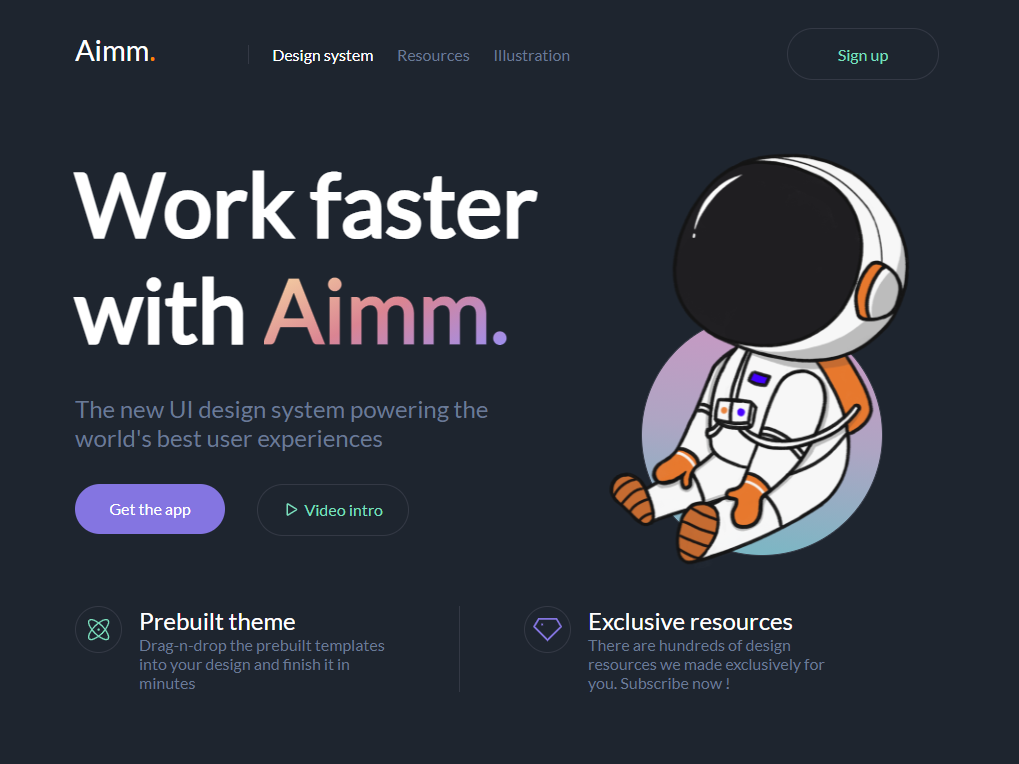 Aimm.
Design system
Resources
Illustration
Sign up
Work faster
with Aimm.
The new UI design system powering the
world's best user experiences
Get the app
Video intro
Prebuilt theme
Drag-n-drop the prebuilt templates
into your design and finish it in
minutes
Exclusive resources
There are hundreds of design
resources we made exclusively for
you. Subscribe now !